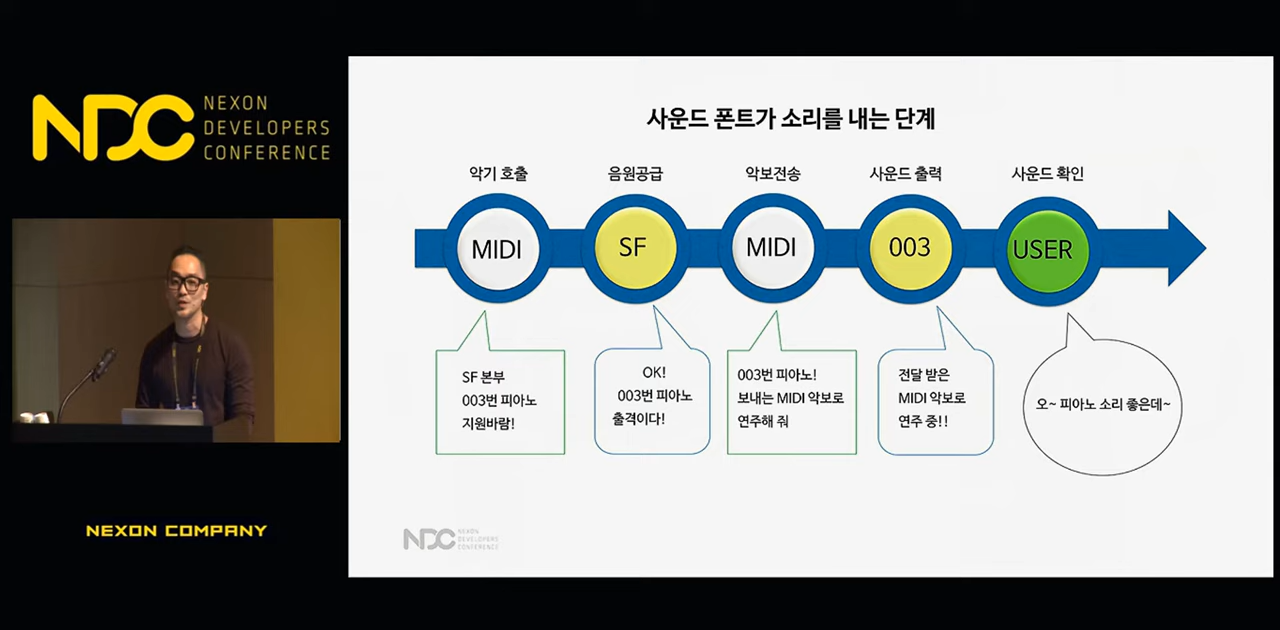 NDC
NEXON
DEVELOPERS
CONFERENCE
NEXON COMPANY
사운드 폰트가 소리를 내는 단계
악기 호출
음원공급
악보전송
사운드 출력
사운드 확인
MIDI
SF
MIDI
003
USER
SF 본부
003번 피아노
지원바람!
OK!
003번 피아노
출격이다!
003번 피아노!
보내는 MIDI 악보로
연주해 줘
전달 받은
MIDI 악보로
연주 중!!
오~ 피아노 소리 좋은데~
NDC
NEXON
DEVELOPERS
CONFERENCE